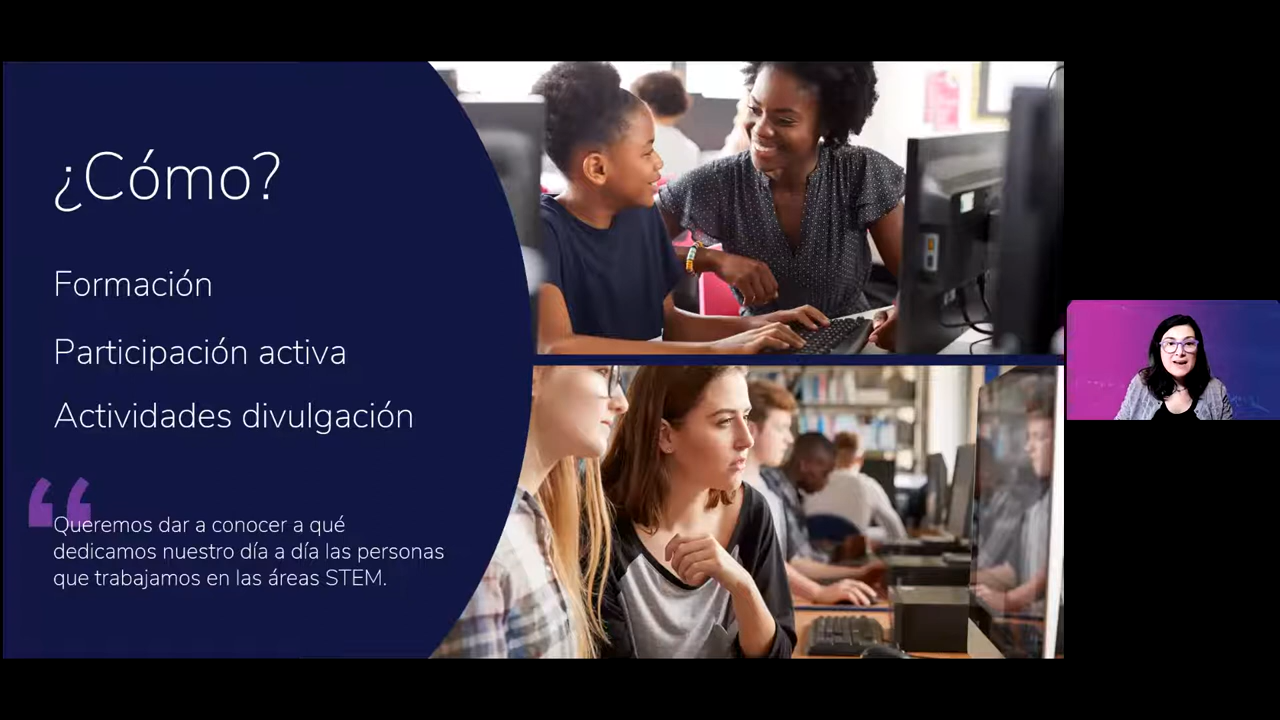 ¿Cómo?
Formación
Participación activa
Actividades divulgación
“
Queremos dar a conocer a qué
dedicamos nuestro día a día las personas
que trabajamos en las áreas STEM.